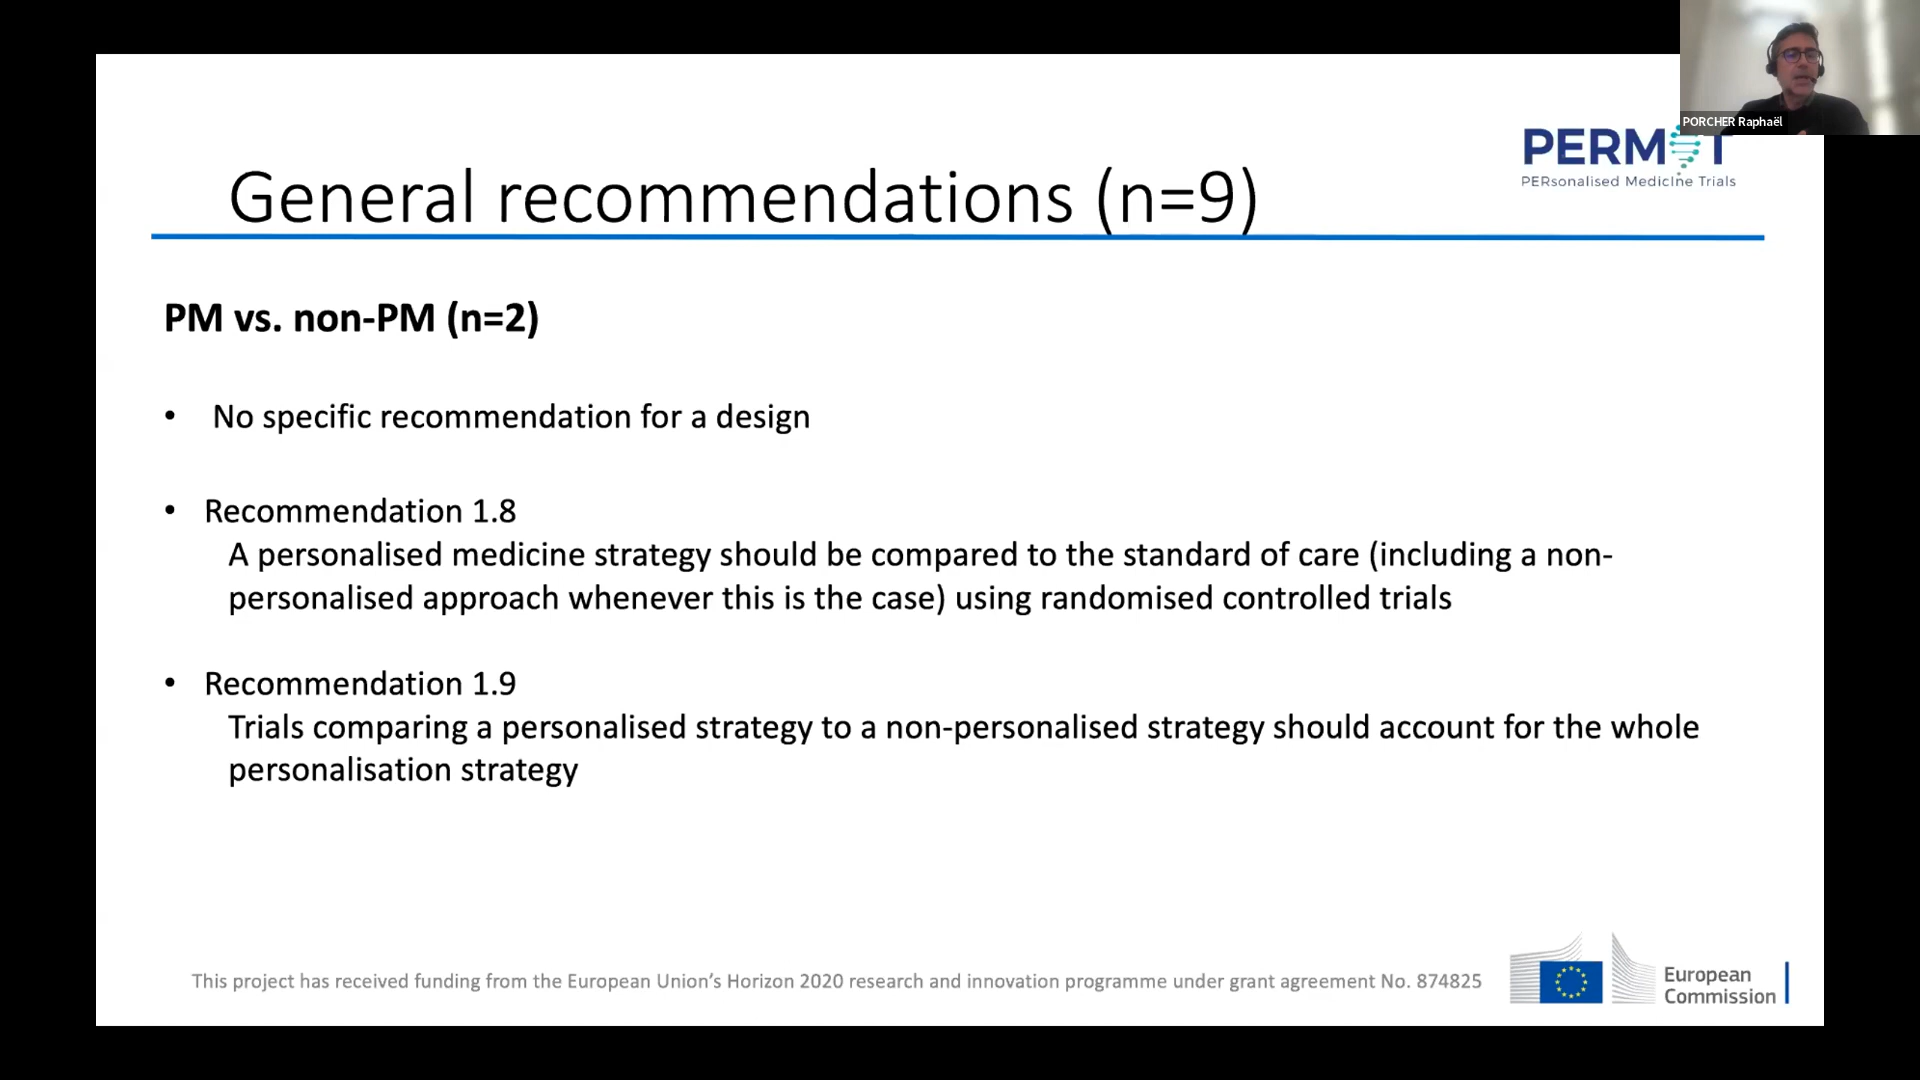 PORCHER Raphaël
PERMIT
PERsonalised MedicIne Trials
General recommendations (n=9)
PM vs. non-PM (n=2)
• No specific recommendation for a design
• Recommendation 1.8
A personalised medicine strategy should be compared to the standard of care (including a non-
personalised approach whenever this is the case) using randomised controlled trials
• Recommendation 1.9
Trials comparing a personalised strategy to a non-personalised strategy should account for the whole
personalisation strategy
This project has received funding from the European Union’s Horizon 2020 research and innovation programme under grant agreement No. 874825
European
Commission